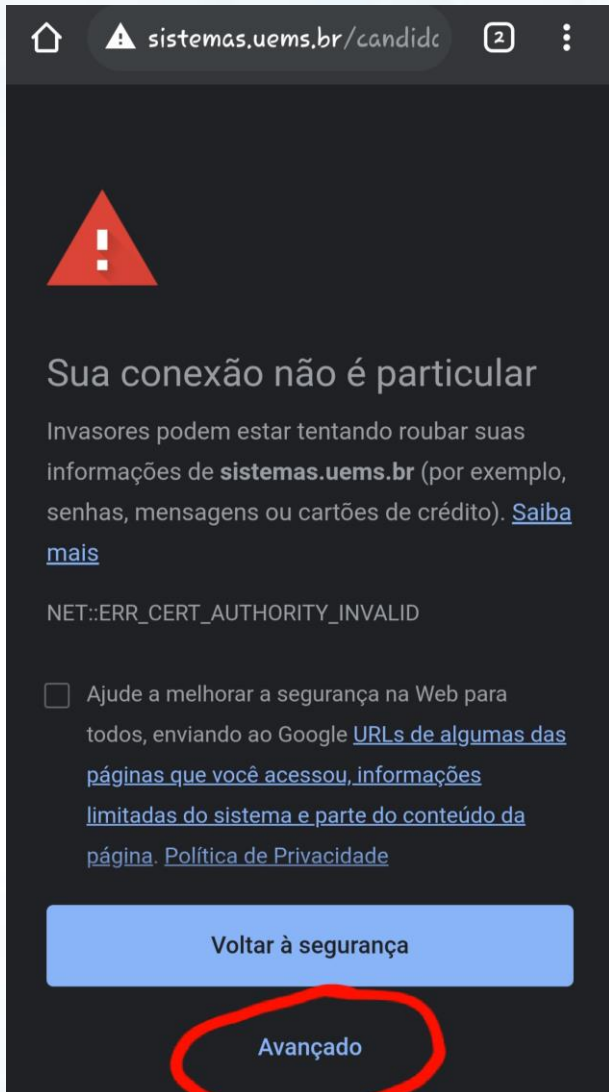 sistemas.uems.br/candida 2
Sua conexão não é particular
Invasores podem estar tentando roubar suas
informações de sistemas.uems.br (por exemplo,
senhas, mensagens ou cartões de crédito). Saiba
mais
NET::ERR_CERT_AUTHORITY_INVALID
Ajude a melhorar a segurança na Web para
todos, enviando ao Google URLs de algumas das
páginas que você acessou, informações
limitadas do sistema e parte do conteúdo da
página. Política de Privacidade
Voltar à segurança
Avançado